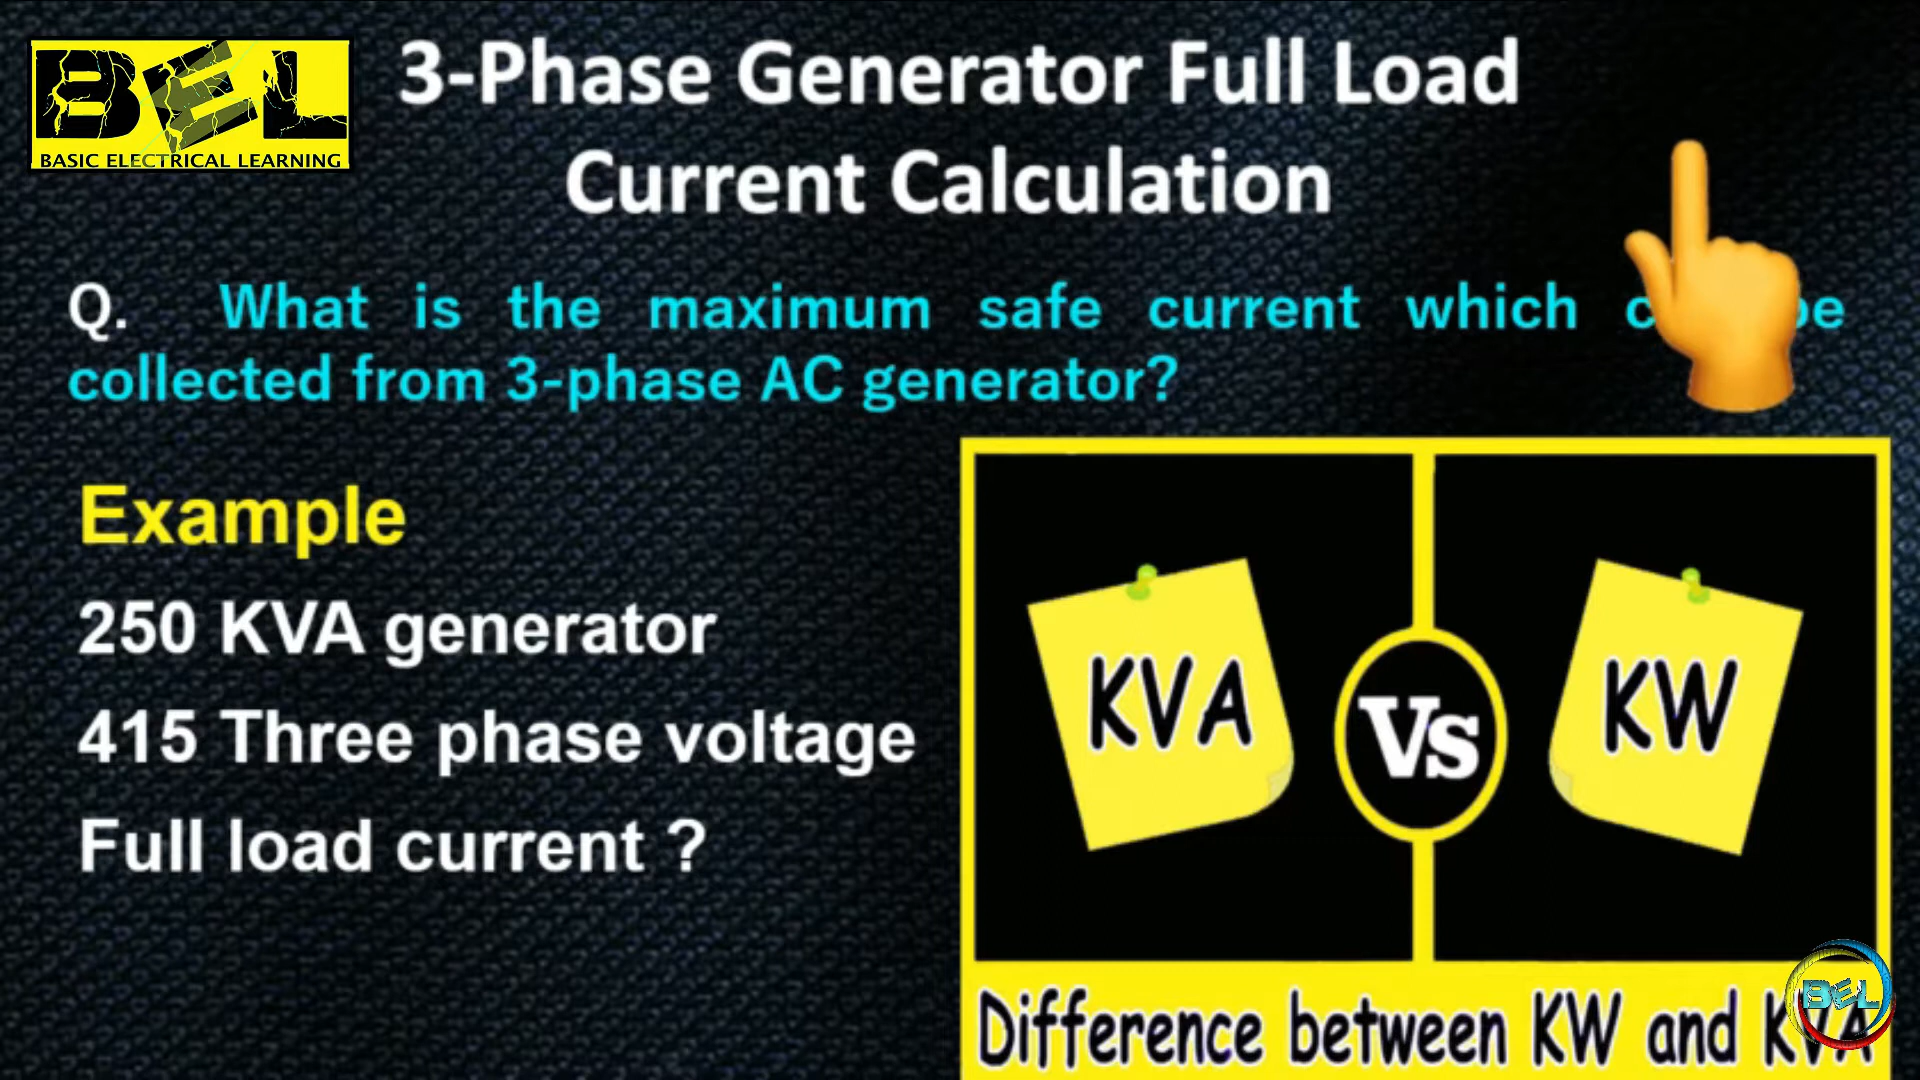 BEL
BASIC ELECTRICAL LEARNING
3-Phase Generator Full Load
Current Calculation
Q. What is the maximum safe current which be
collected from 3-phase AC generator?
Example
250 KVA generator
415 Three phase voltage
Full load current ?
KVA
Vs
KW
Difference between KW and KVA
BEL